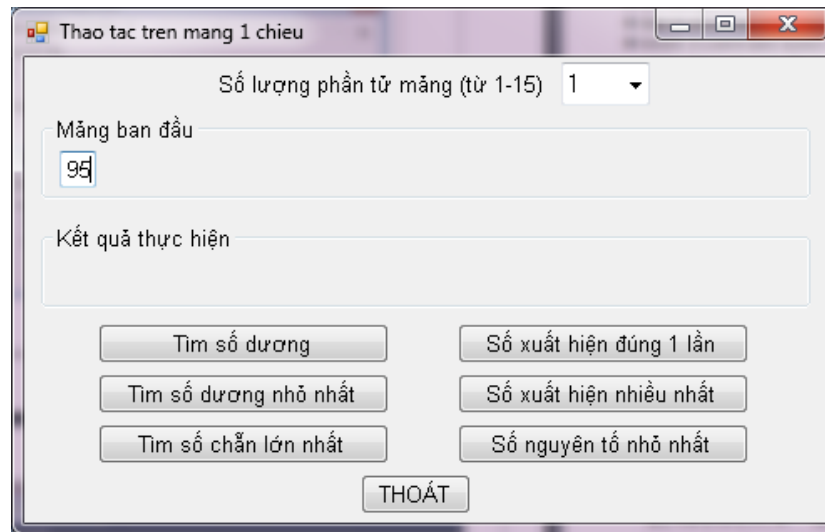 Thao tac tren mang 1 chieu
Số lượng phần tử mảng (từ 1-15) 1
Mảng ban đầu
95
Kết quả thực hiện
Tìm số dương
Số xuất hiện đúng 1 lần
Tìm số dương nhỏ nhất
Số xuất hiện nhiều nhất
Tìm số chẵn lớn nhất
Số nguyên tố nhỏ nhất
THOÁT